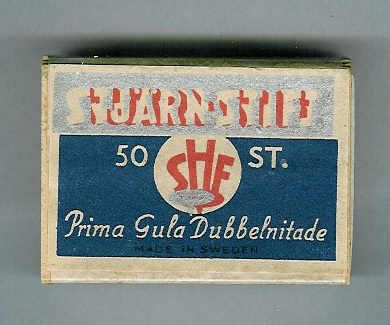 STJÄRN-STIFT
50 SHF ST.
Prima Gula Dubbelnitade
MADE IN SWEDEN